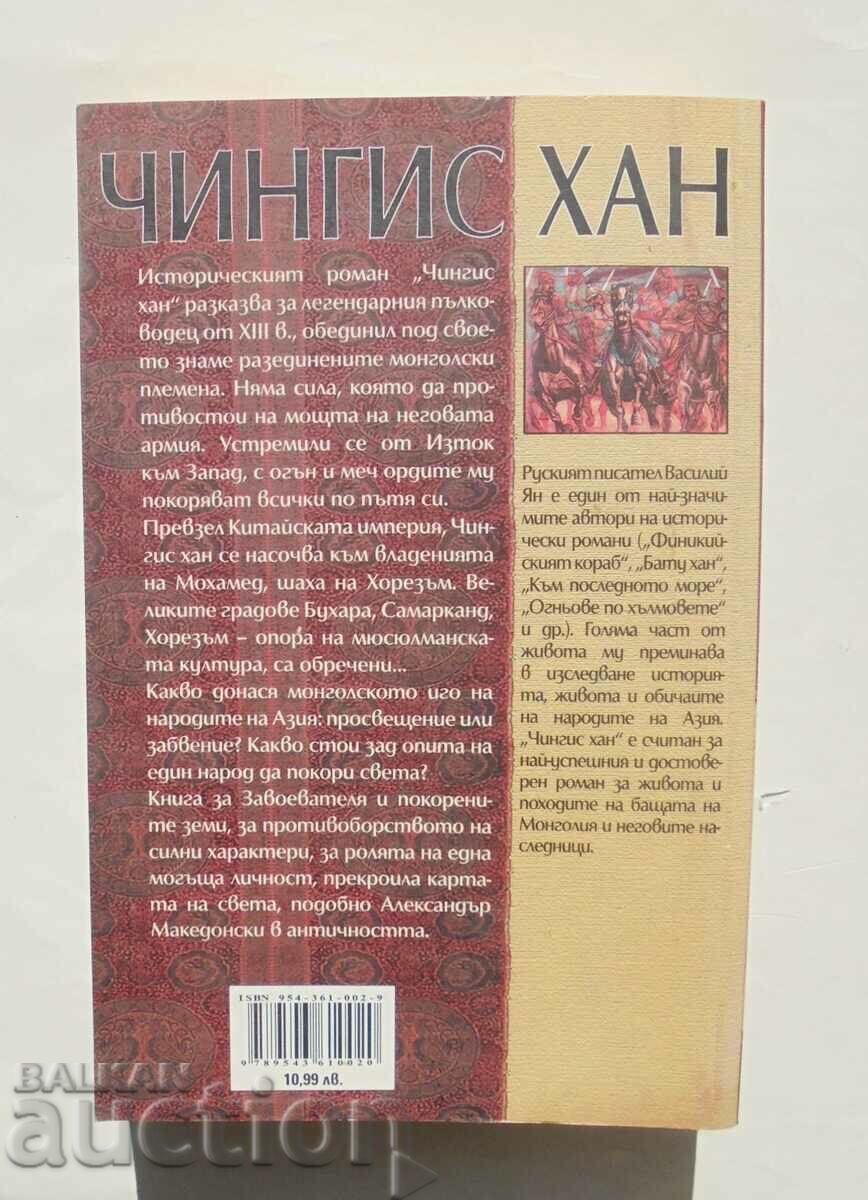 ЧИНГИС ХАН
Историческият роман „Чингис
хан“ разказва за легендарния пълко-
водец от XIII в., обединил под свое-
то знаме разединените монголски
племена. Няма сила, която да про-
тивостои на мощта на неговата
армия. Устремили се от Изток
към Запад, с огън и меч ордите му
покоряват всички по пътя си.
Превзел Китайската империя, Чин-
гис хан се насочва към владенията
на Мохамед, шаха на Хорезъм. Ве-
ликите градове Бухара, Самарканд,
Хорезъм – опора на мюсюлманска-
та култура, са обречени...
Какво донася монголското иго на
народите на Азия: просвещение или
забвение? Какво стои зад опита на
един народ да покори света?
Книга за Завоевателя и покорени-
те земи, за противоборството на
силни характери, за ролята на една
могъща личност, прекроила карта-
та на света, подобно Александър
Македонски в античността.
Руският писател Василий
Ян е един от най-значи-
мите автори на истори-
чески романи („Финикий-
ският кораб“, „Бату хан“,
„Към последното море“,
„Огньове по хълмовете“
и др.). Голяма част от
живота му преминава
в изследване история-
та, живота и обичаите
на народите на Азия.
„Чингис хан“ е считан за
най-успешния и достове-
рен роман за живота и
походите на бащата на
Монголия и неговите на-
следници.
ISBN 954-361-002-9
9 789543 610020
10,99 лв.
BALKAN
auction